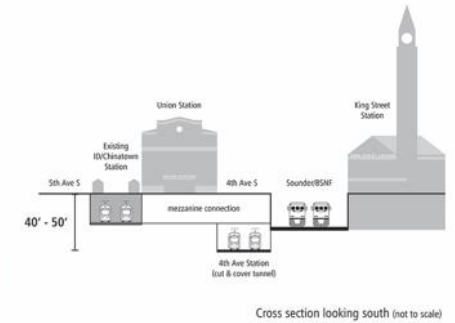 King Street
Station
Union Station
Existing
ID/Chinatown
Station
5th Ave S
4th Ave S
Sounder/BSNF
mezzanine connection
40' - 50'
4th Ave Station
(cut & cover tunnel)
Cross section looking south (not to scale)